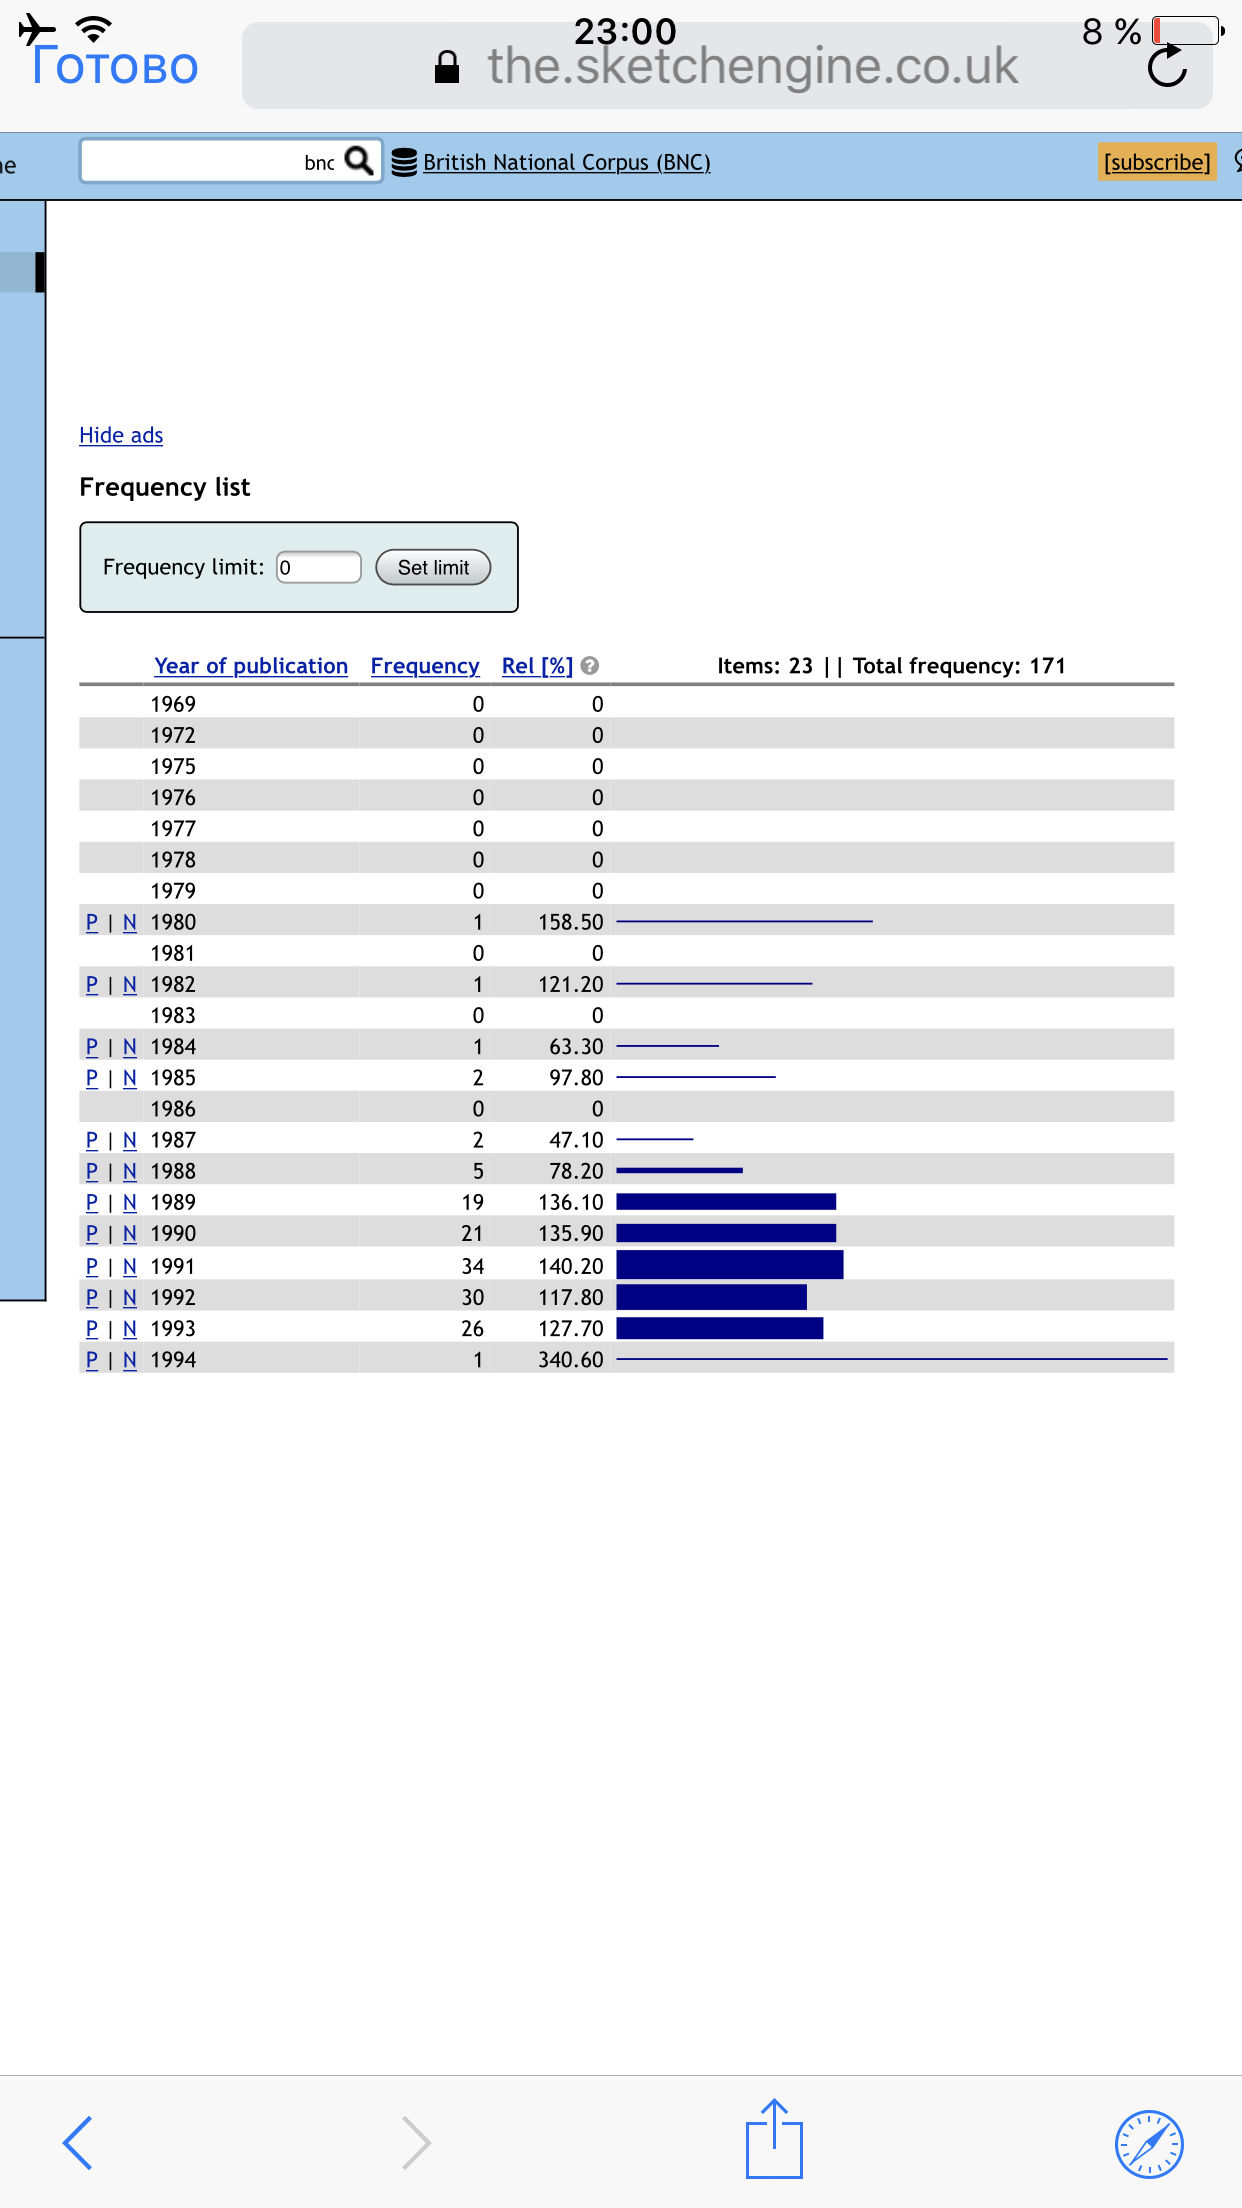 23:00
8 %
Готово
the.sketchengine.co.uk
bnc
British National Corpus (BNC)
[subscribe]
Hide ads
Frequency list
Frequency limit: 0 Set limit
Year of publication Frequency Rel [%] ? Items: 23 || Total frequency: 171
1969 0 0
1972 0 0
1975 0 0
1976 0 0
1977 0 0
1978 0 0
1979 0 0
P | N 1980 1 158.50
1981 0 0
P | N 1982 1 121.20
1983 0 0
P | N 1984 1 63.30
P | N 1985 2 97.80
1986 0 0
P | N 1987 2 47.10
P | N 1988 5 78.20
P | N 1989 19 136.10
P | N 1990 21 135.90
P | N 1991 34 140.20
P | N 1992 30 117.80
P | N 1993 26 127.70
P | N 1994 1 340.60